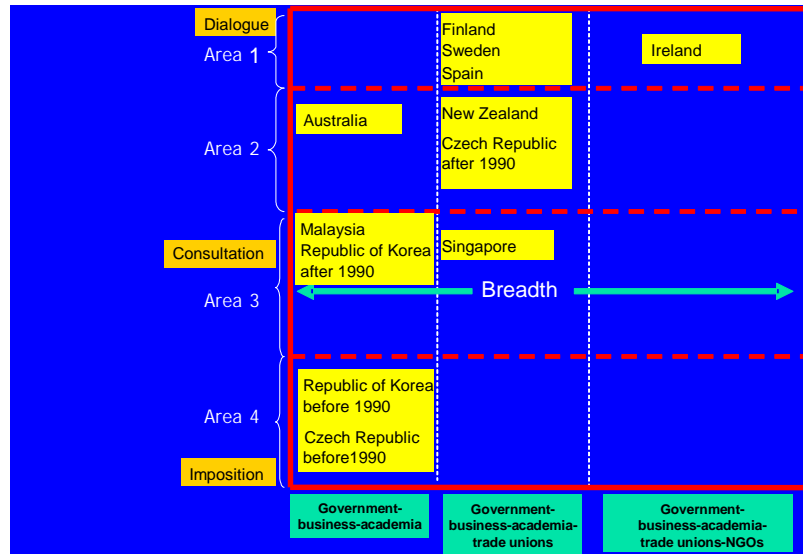 Dialogue
Area 1
Finland
Sweden
Spain
Ireland
Area 2
Australia
New Zealand
Czech Republic
after 1990
Consultation
Area 3
Malaysia
Republic of Korea
after 1990
Singapore
Breadth
Area 4
Republic of Korea
before 1990
Czech Republic
before1990
Imposition
Government-
business-academia
Government-
business-academia-
trade unions
Government-
business-academia-
trade unions-NGOs